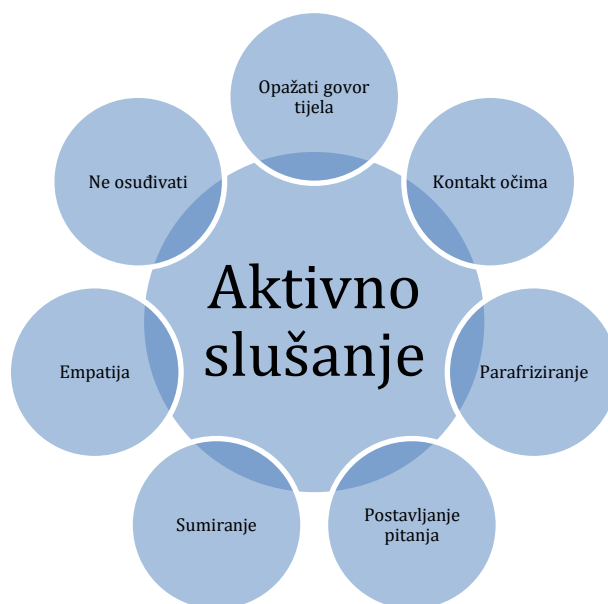 Opažati govor
tijela
Ne osuđivati
Kontakt očima
Aktivno
slušanje
Empatija
Parafriziranje
Sumiranje
Postavljanje
pitanja